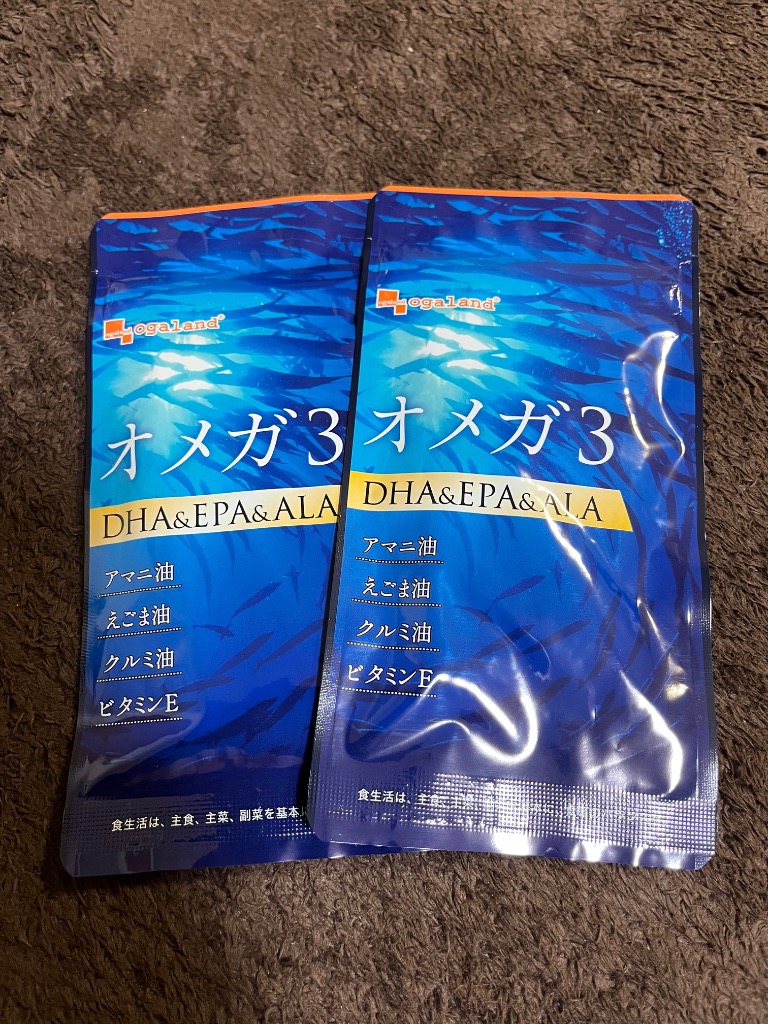 ogaland
オメガ3
DHA&EPA&ALA
アマニ油
えごま油
クルミ油
ビタミンE
食生活は、主食、主菜、副菜を基本
ogaland
オメガ3
DHA&EPA&ALA
アマニ油
えごま油
クルミ油
ビタミンE
食生活は、主食、主菜